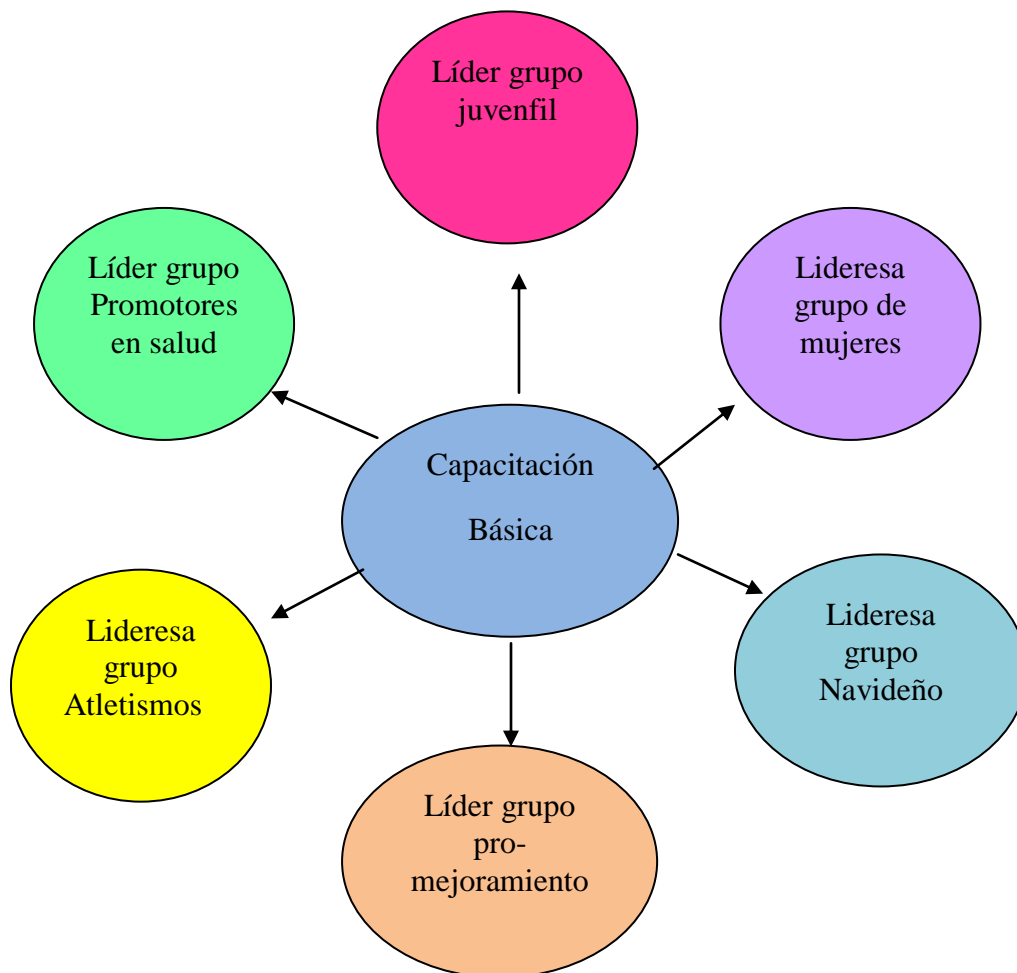 Líder grupo
juvenfil
Líder grupo
Promotores
en salud
Lideresa
grupo de
mujeres
Capacitación
Básica
Lideresa
grupo
Atletismos
Lideresa
grupo
Navideño
Líder grupo
pro-
mejoramiento